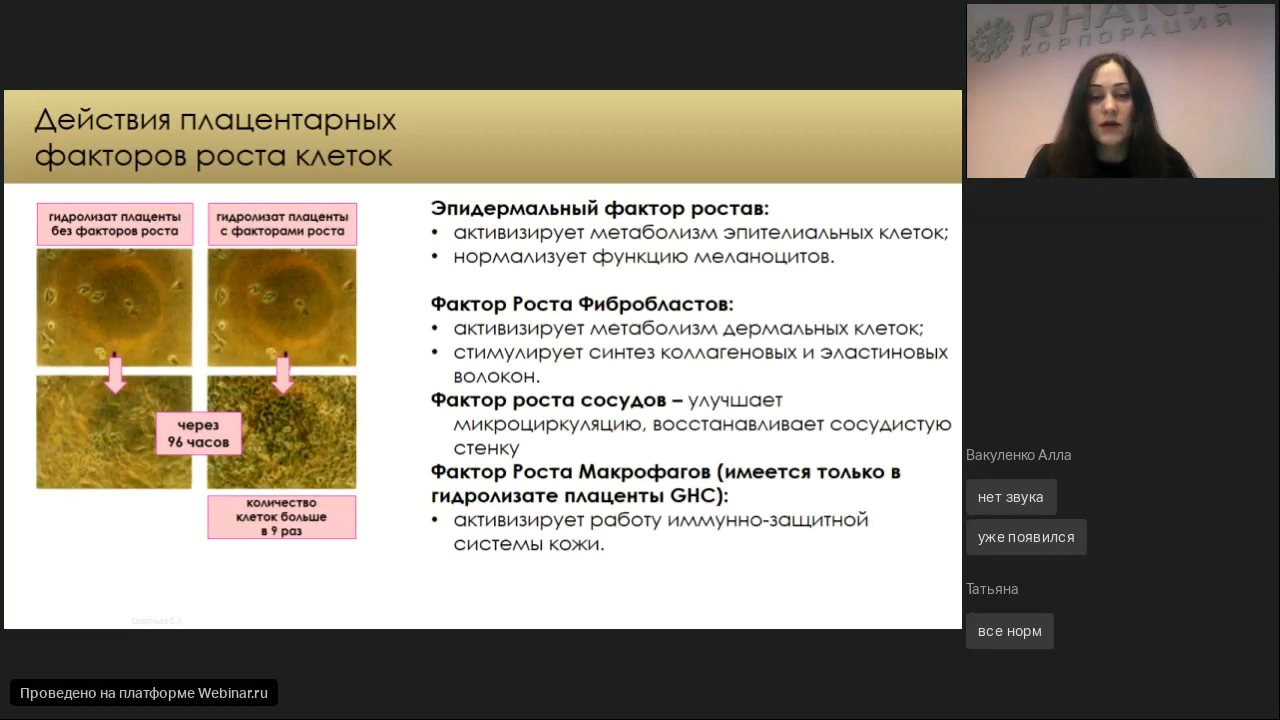 Действия плацентарных
факторов роста клеток
гидролизат плаценты
без факторов роста
гидролизат плаценты
с факторами роста
через
96 часов
количество
клеток больше
в 9 раз
Эпидермальный фактор ростав:
• активизирует метаболизм эпителиальных клеток;
• нормализует функцию меланоцитов.
Фактор Роста Фибробластов:
• активизирует метаболизм дермальных клеток;
• стимулирует синтез коллагеновых и эластиновых
волокон.
Фактор роста сосудов – улучшает
микроциркуляцию, восстанавливает сосудистую
стенку
Фактор Роста Макрофагов (имеется только в
гидролизате плаценты GHC):
• активизирует работу иммунно-защитной
системы кожи.
КОРПОРАЦИЯ
Вакуленко Алла
нет звука
уже появился
Татьяна
все норм
Проведено на платформе Webinar.ru